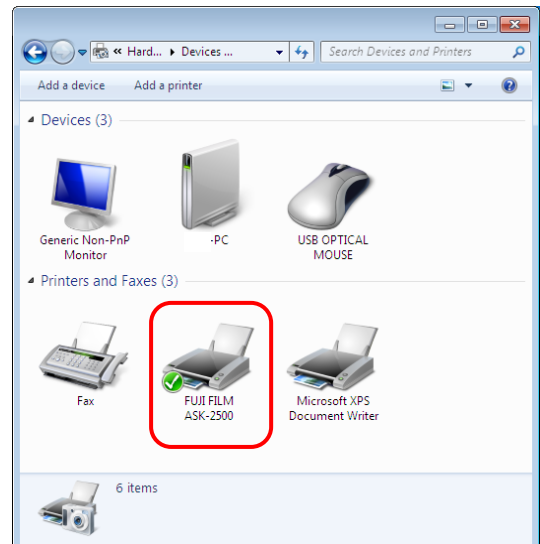 « Hard... ▸ Devices ...
Search Devices and Printers
Add a device Add a printer
Devices (3)
Generic Non-PnP
Monitor
-PC
USB OPTICAL
MOUSE
Printers and Faxes (3)
Fax
FUJI FILM
ASK-2500
Microsoft XPS
Document Writer
6 items